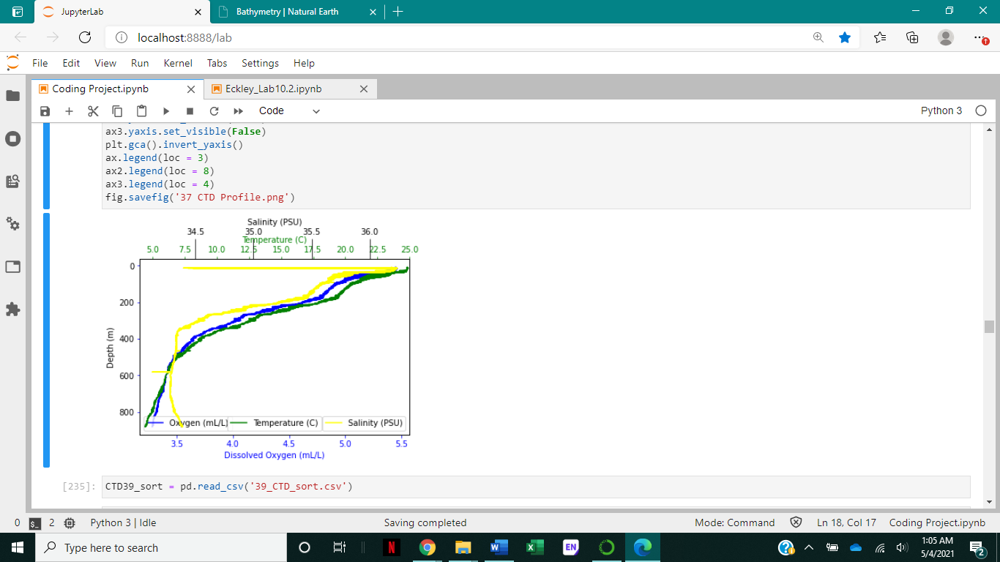 JupyterLab
Bathymetry | Natural Earth
localhost:8888/lab
File Edit View Run Kernel Tabs Settings Help
Coding Project.ipynb
Eckley_Lab10.2.ipynb
Code
Python 3
ax3.yaxis.set_visible(False)
plt.gca().invert_yaxis()
ax.legend(loc = 3)
ax2.legend(loc = 8)
ax3.legend(loc = 4)
fig.savefig('37 CTD Profile.png')
Salinity (PSU)
34.5 35.0 35.5 36.0
Temperature (C)
5.0 7.5 10.0 12.5 15.0 17.5 20.0 22.5 25.0
0
200
400
600
800
Depth (m)
Oxygen (mL/L) Temperature (C) Salinity (PSU)
3.5 4.0 4.5 5.0 5.5
Dissolved Oxygen (mL/L)
[235]: CTD39_sort = pd.read_csv('39_CTD_sort.csv')
0 $_ 2 Python 3 | Idle Saving completed Mode: Command Ln 18, Col 17 Coding Project.ipynb
Type here to search
N
W
X
EN
1:05 AM
5/4/2021
2